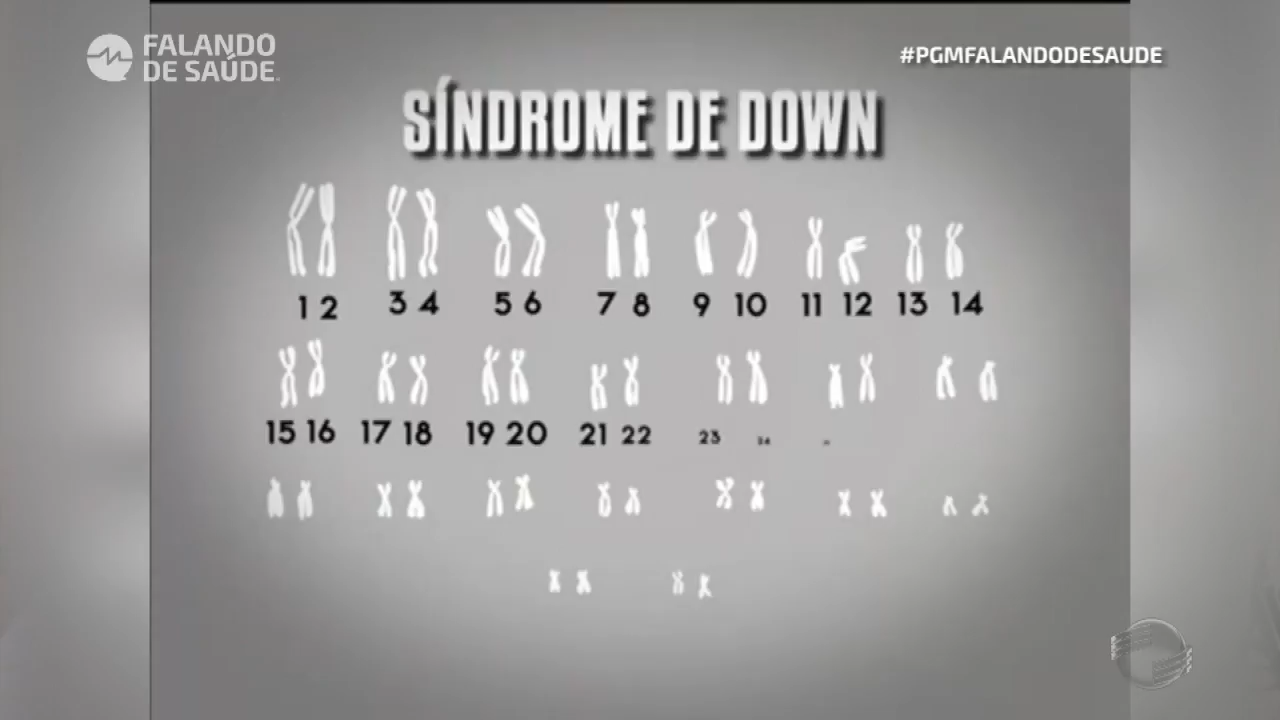 FALANDO
DE SAÚDE
#PGMFALANDODESAUDE
SÍNDROME DE DOWN
1 2 3 4 5 6 7 8 9 10 11 12 13 14
15 16 17 18 19 20 21 22 23 24